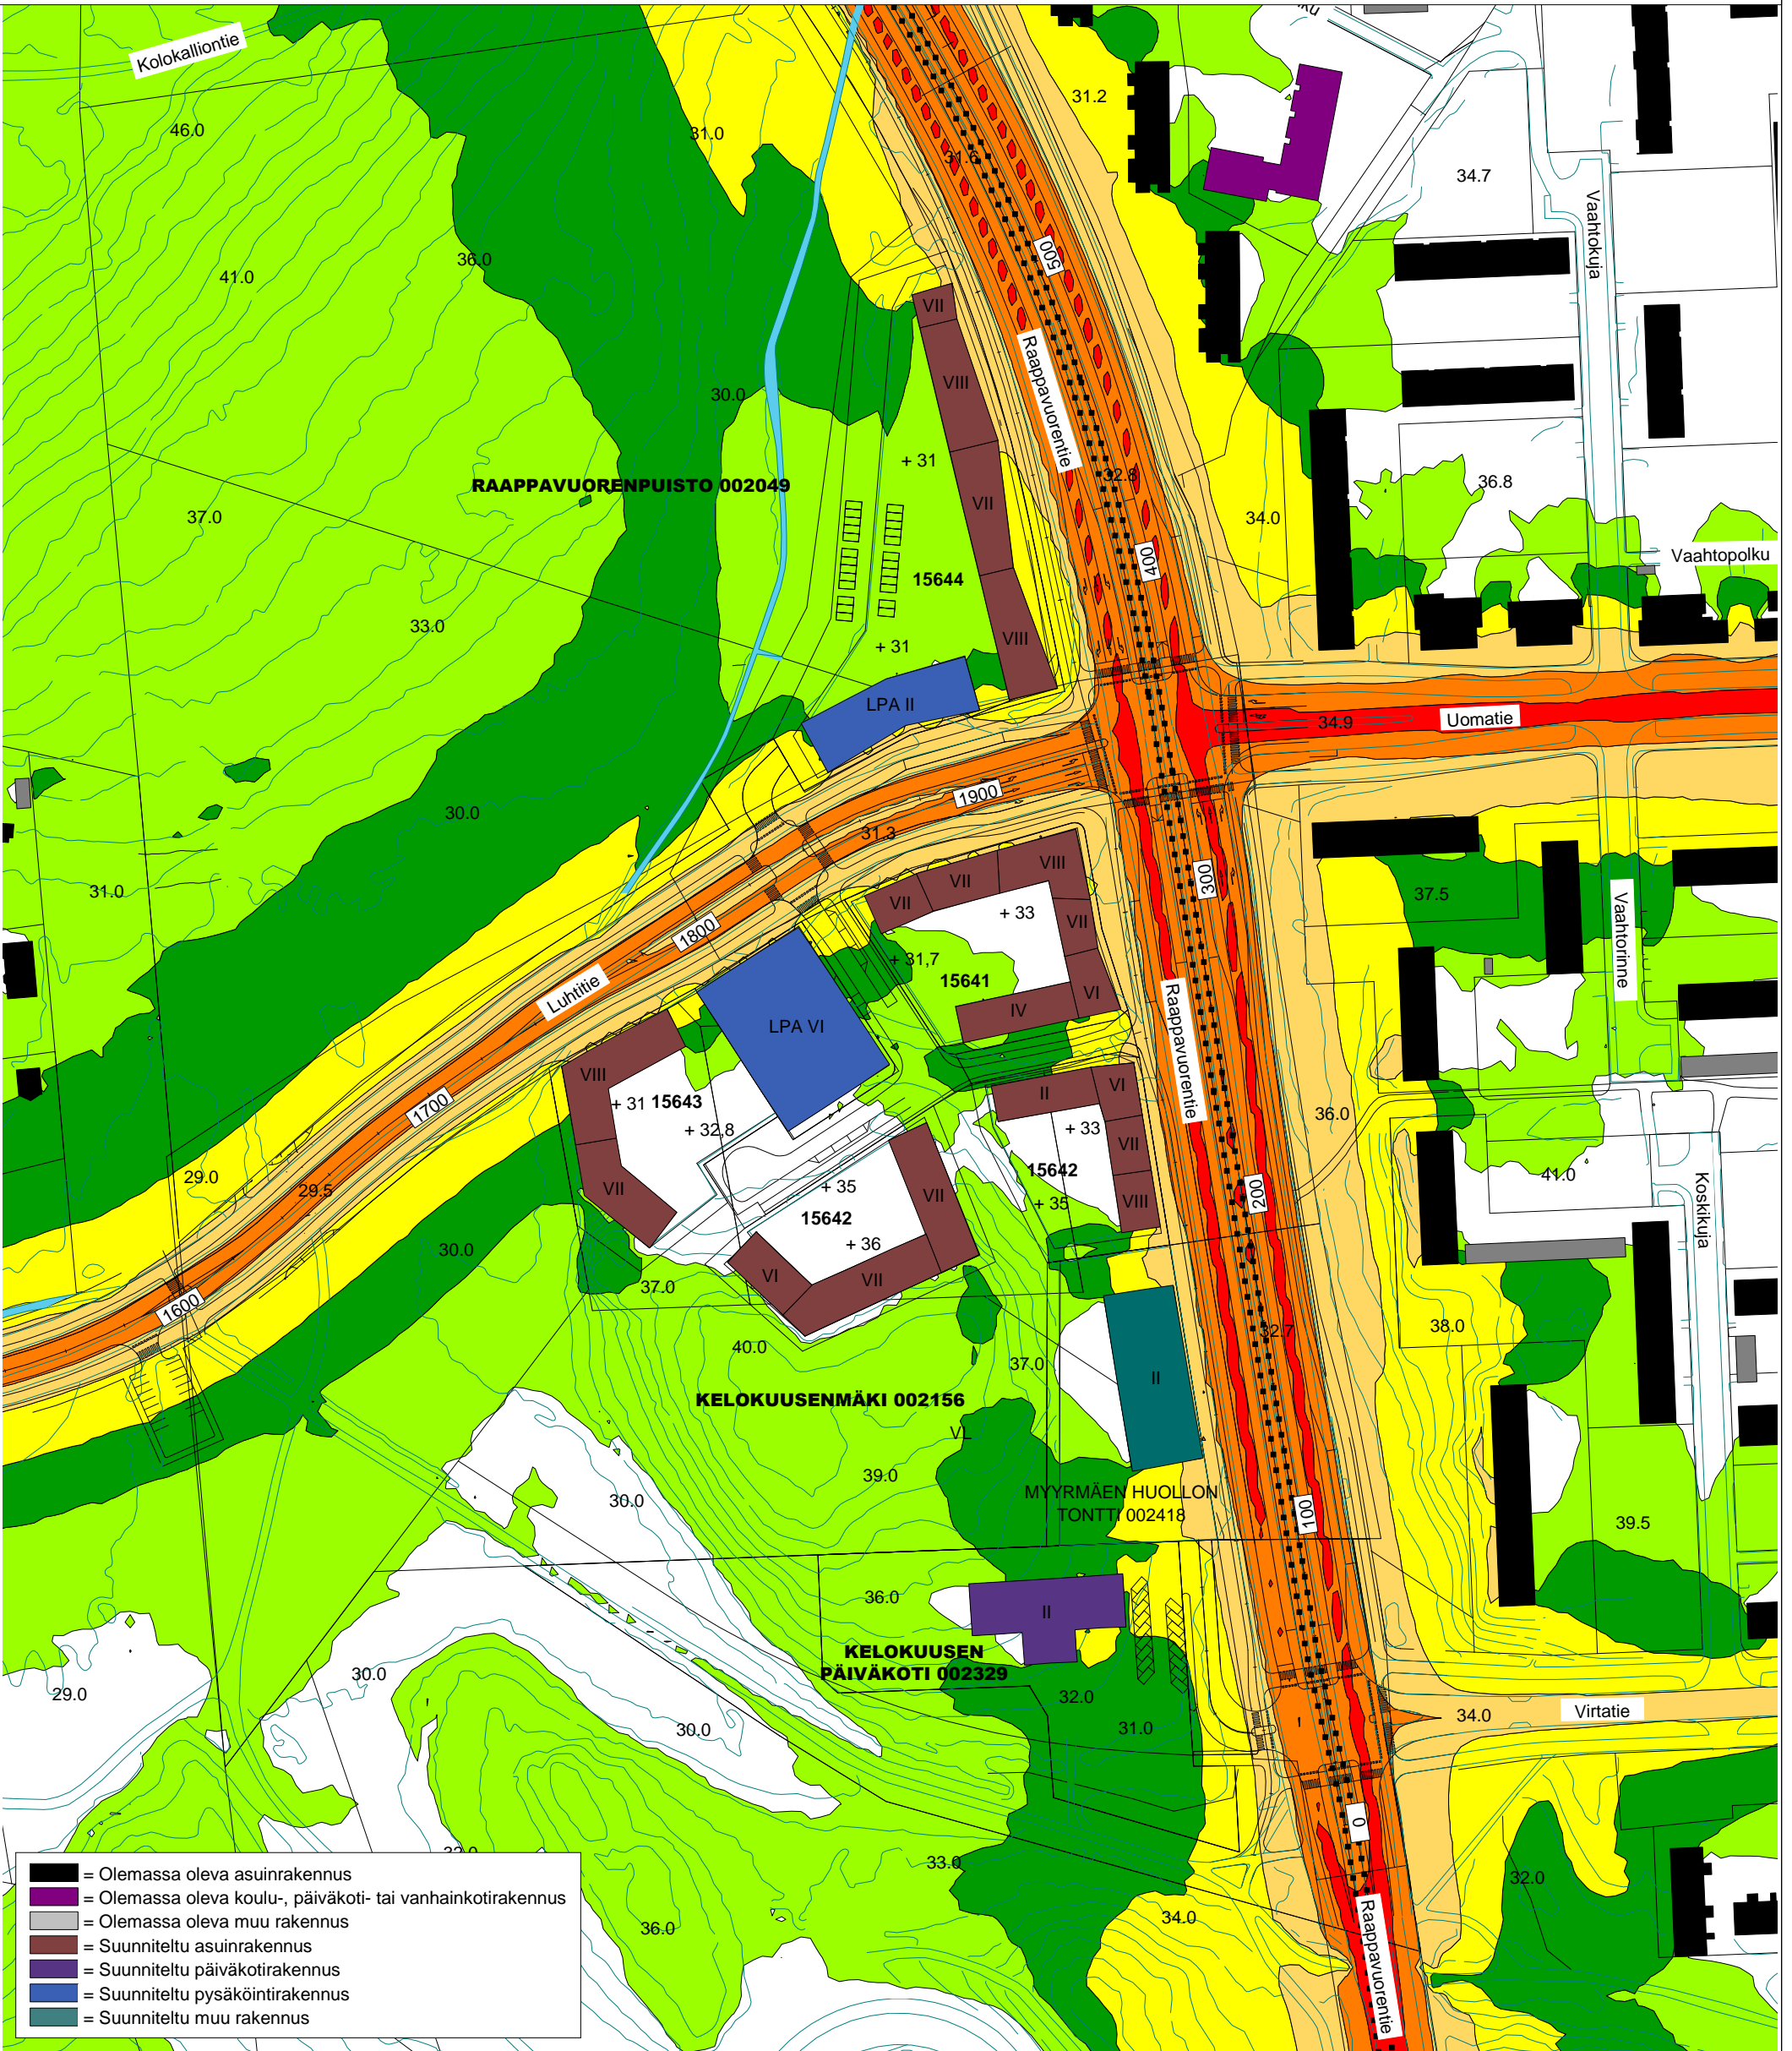 Kolokalliontie
46.0
31.0
31.2
31.6
34.7
Vaahtokuja
36.0
41.0
500
VII
Raappavuorentie
VIII
30.0
+ 31
32.8
36.8
RAAPPAVUORENPUISTO 002049
VII
37.0
34.0
400
Vaahtopolku
15644
33.0
VIII
+ 31
LPA II
34.9
Uomatie
1900
30.0
31.3
VIII
300
31.0
VII
VII
+ 33
VII
37.5
Vaahtorinne
1800
+ 31,7
15641
Luhtitie
VI
IV
Raappavuorentie
LPA VI
VIII
II
VI
1700
+ 31
15643
+ 33
36.0
+ 32,8
VII
29.0
29.5
VII
15642
41.0
+ 35
VII
200
+ 35
VIII
Koskikuja
15642
30.0
+ 36
VI
VII
37.0
1600
38.0
32.7
40.0
37.0
II
KELOKUUSENMÄKI 002156
VL
39.0
30.0
MYYRMÄEN HUOLLON
TONTTI 002418
100
39.5
36.0
II
KELOKUUSEN
PÄIVÄKOTI 002329
30.0
29.0
32.0
30.0
31.0
34.0
Virtatie
0
33.0
32.0
34.0
36.0
Raappavuorentie
= Olemassa oleva asuinrakennus
= Olemassa oleva koulu-, päiväkoti- tai vanhainkotirakennus
= Olemassa oleva muu rakennus
= Suunniteltu asuinrakennus
= Suunniteltu päiväkotirakennus
= Suunniteltu pysäköintirakennus
= Suunniteltu muu rakennus